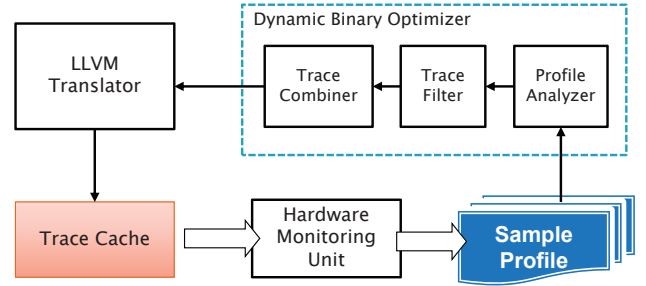 Dynamic Binary Optimizer
LLVM
Translator
Trace
Combiner
Trace
Filter
Profile
Analyzer
Trace Cache
Hardware
Monitoring
Unit
Sample
Profile